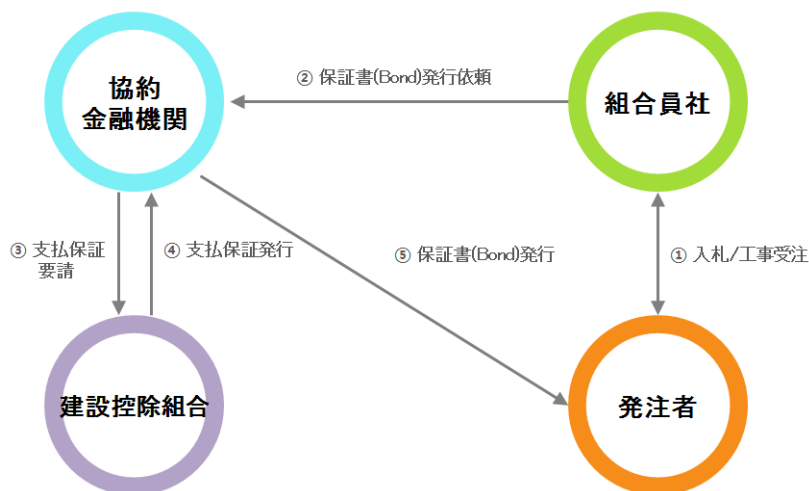 ② 保証書(Bond)発行依頼
協約
金融機関
組合員社
③ 支払保証
要請
④ 支払保証発行
⑤ 保証書(Bond)発行
① 入札/工事受注
建設控除組合
発注者